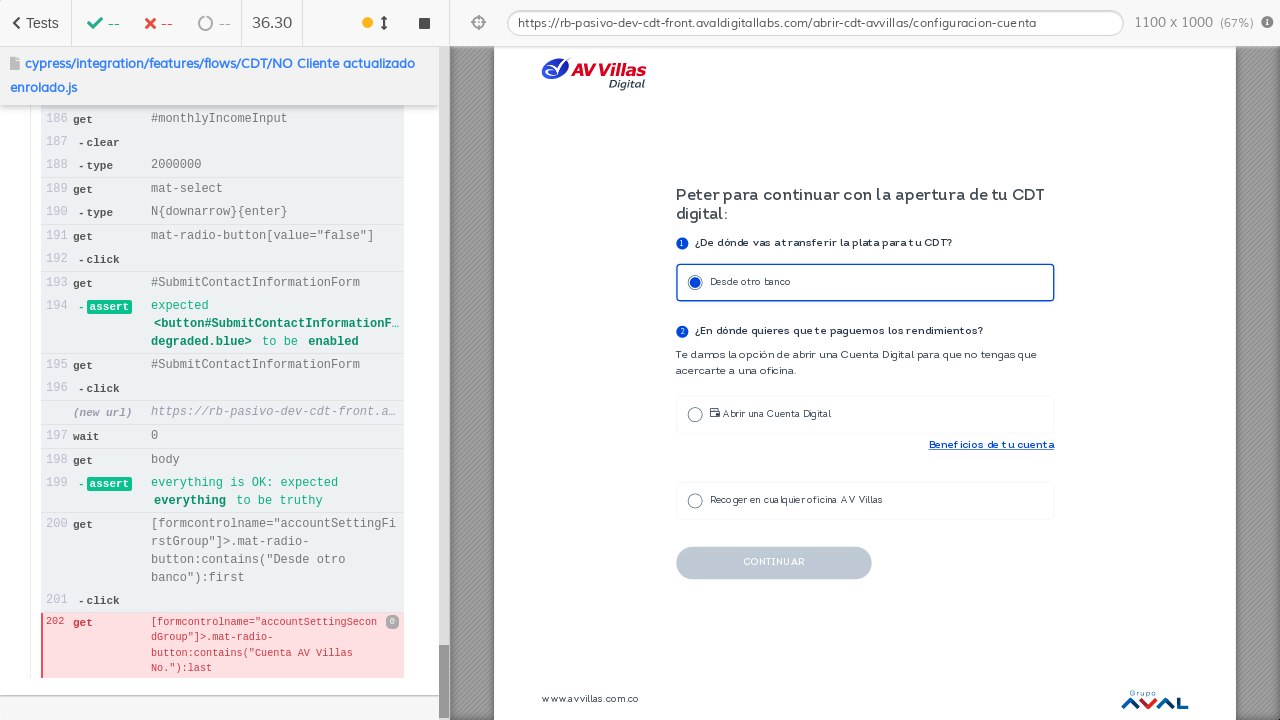 Tests
--
--
--
36.30
https://rb-pasivo-dev-cdt-front.avaldigitallabs.com/abrir-cdt-avvillas/configuracion-cuenta
1100 x 1000 (67%)
cypress/integration/features/flows/CDT/NO Cliente actualizado
enrolado.js
186 get #monthlyIncomeInput
187 - clear
188 - type 2000000
189 get mat-select
190 - type N{downarrow}{enter}
191 get mat-radio-button[value="false"]
192 - click
193 get #SubmitContactInformationForm
194 - assert expected
<button#SubmitContactInformationF…
degraded.blue> to be enabled
195 get #SubmitContactInformationForm
196 - click
(new url) https://rb-pasivo-dev-cdt-front.a…
197 wait 0
198 get body
199 - assert everything is OK: expected
everything to be truthy
200 get [formcontrolname="accountSettingFi
rstGroup"]>.mat-radio-
button:contains("Desde otro
banco"):first
201 - click
202 get [formcontrolname="accountSettingSecon 0
dGroup"]>.mat-radio-
button:contains("Cuenta AV Villas
No."):last
AV Villas
Digital
Peter para continuar con la apertura de tu CDT
digital:
1 ¿De dónde vas a transferir la plata para tu CDT?
Desde otro banco
2 ¿En dónde quieres que te paguemos los rendimientos?
Te damos la opción de abrir una Cuenta Digital para que no tengas que
acercarte a una oficina.
Abrir una Cuenta Digital
Beneficios de tu cuenta
Recoger en cualquier oficina AV Villas
CONTINUAR
www.avvillas.com.co
Grupo
AVAL